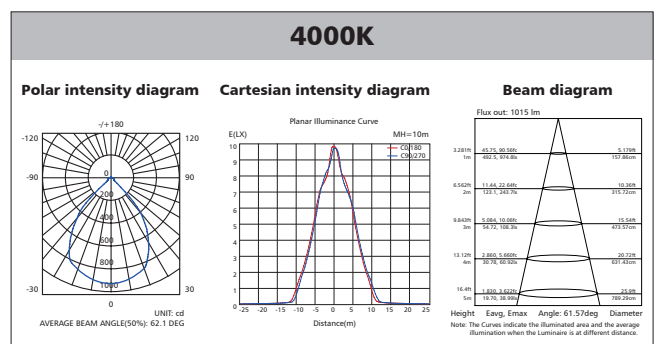 4000K
Polar intensity diagram
Cartesian intensity diagram
Beam diagram
-/+180
-120
120
-90
90
0
200
400
600
800
1000
-30
30
0
UNIT: cd
AVERAGE BEAM ANGLE(50%): 62.1 DEG
Planar Illuminance Curve
E(LX)
MH=10m
C0/180
C90/270
10
9
8
7
6
5
4
3
2
1
0
-25 -20 -15 -10 -5 0 5 10 15 20 25
Distance(m)
Flux out: 1015 lm
3.281ft 45.75, 90.56fc 5.179ft
1m 492.5, 974.8lx 157.86cm
6.562ft 11.44, 22.64fc 10.36ft
2m 123.1, 243.7lx 315.72cm
9.843ft 5.084, 10.06fc 15.54ft
3m 54.72, 108.3lx 473.57cm
13.12ft 2.860, 5.660fc 20.72ft
4m 30.78, 60.92lx 631.43cm
16.4ft 1.830, 3.622fc 25.9ft
5m 19.70, 38.99lx 789.29cm
Height Eavg, Emax Angle: 61.57deg Diameter
Note: The Curves indicate the illuminated area and the average
illumination when the Luminaire is at different distance.